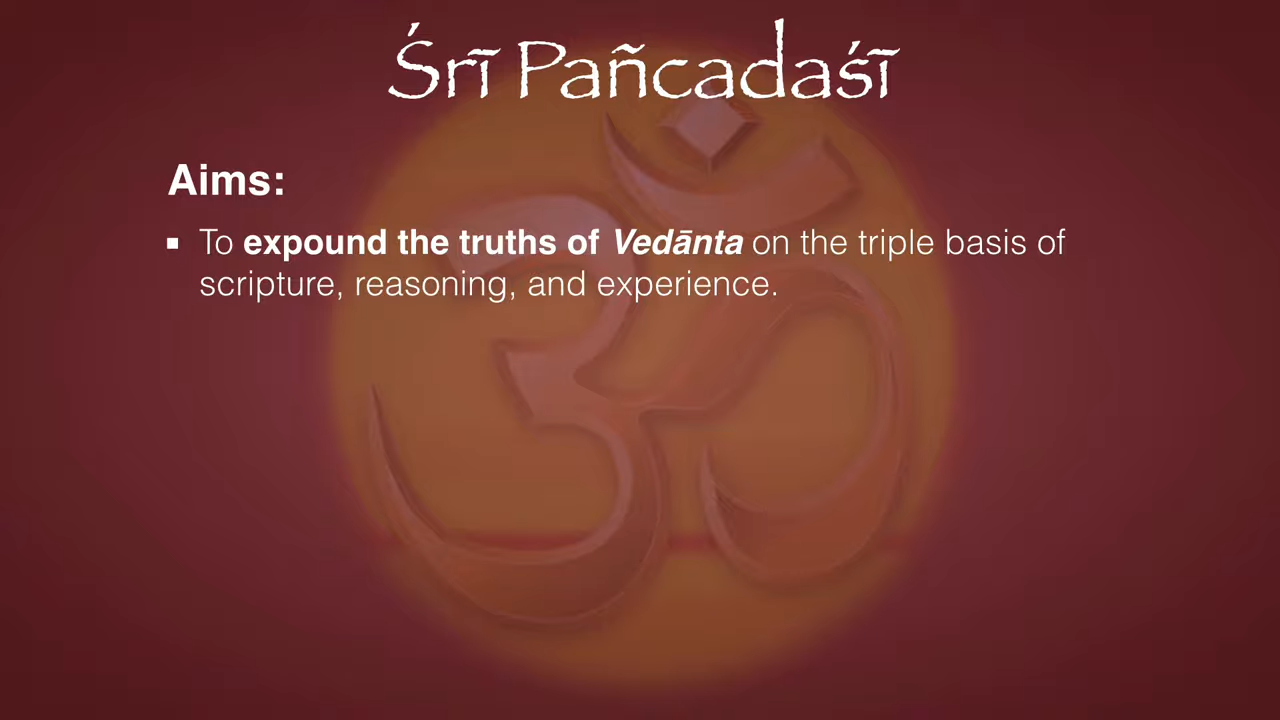 Śrī Pañcadaśī
Aims:
▪ To expound the truths of Vedānta on the triple basis of
scripture, reasoning, and experience.